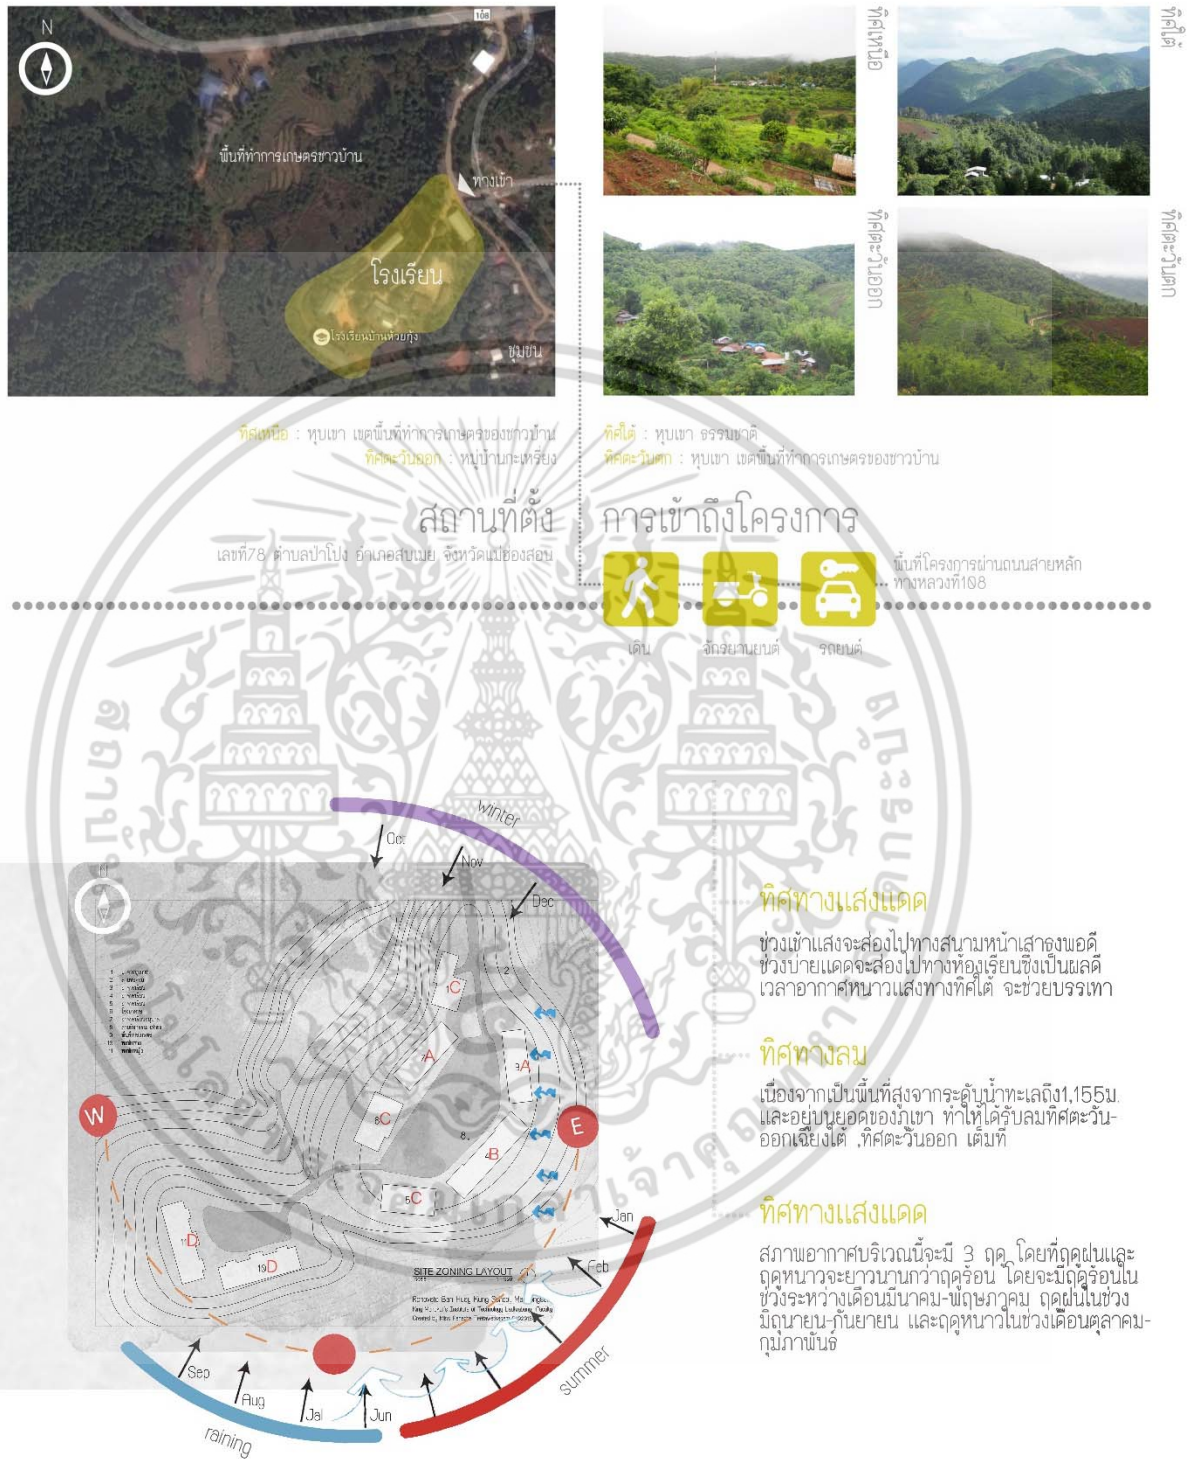 N
108
พื้นที่ทำการเกษตรชาวบ้าน
ทางเข้า
โรงเรียน
โรงเรียนบ้านห้วยกุ้ง
ชุมชน
ทิศเหนือ
ทิศใต้
ทิศตะวันออก
ทิศตะวันตก
ทิศเหนือ : หุบเขา เขตพื้นที่ทำการเกษตรของชาวบ้าน
ทิศตะวันออก : หมู่บ้านกะเหรี่ยง
ทิศใต้ : หุบเขา ธรรมชาติ
ทิศตะวันตก : หุบเขา เขตพื้นที่ทำการเกษตรของชาวบ้าน
สถานที่ตั้ง
เลขที่78 ตำบลป่าโปง อำเภอสบเมย จังหวัดแม่ฮ่องสอน
การเข้าถึงโครงการ
พื้นที่โครงการผ่านถนนสายหลัก
ทางหลวงที่108
เดิน
จักรยานยนต์
รถยนต์
winter
Oct
Nov
Dec
2
1C
7A
3A
6C
8
4B
5C
11D
10D
W
E
SITE ZONING LAYOUT
Jan
Feb
summer
Sep
Aug
Jal
Jun
raining
ทิศทางแสงแดด
ช่วงเช้าแสงจะส่องไปทางสนามหน้าเสาธงพอดี
ช่วงบ่ายแดดจะส่องไปทางห้องเรียนซึ่งเป็นผลดี
เวลาอากาศหนาวแสงทางทิศใต้ จะช่วยบรรเทา
ทิศทางลม
เนื่องจากเป็นพื้นที่สูงจากระดับน้ำทะเลถึง1,155ม.
และอยู่บนยอดของภูเขา ทำให้ได้รับลมทิศตะวัน-
ออกเฉียงใต้ ,ทิศตะวันออก เต็มที่
ทิศทางแสงแดด
สภาพอากาศบริเวณนี้จะมี 3 ฤดู โดยที่ฤดูฝนและ
ฤดูหนาวจะยาวนานกว่าฤดูร้อน โดยจะมีฤดูร้อนใน
ช่วงระหว่างเดือนมีนาคม-พฤษภาคม ฤดูฝนในช่วง
มิถุนายน-กันยายน และฤดูหนาวในช่วงเดือนตุลาคม-
กุมภาพันธ์